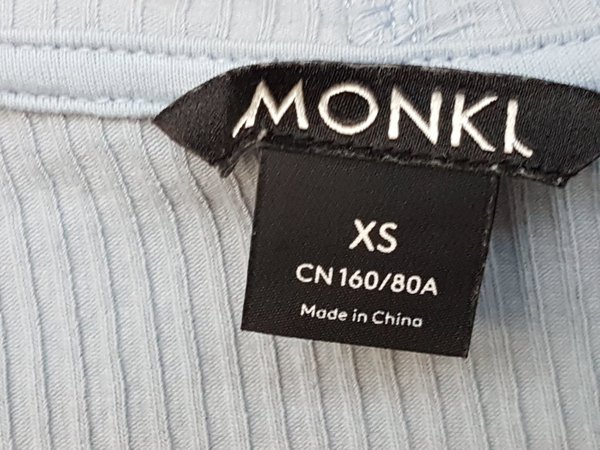 MONKI
XS
CN 160/80A
Made in China